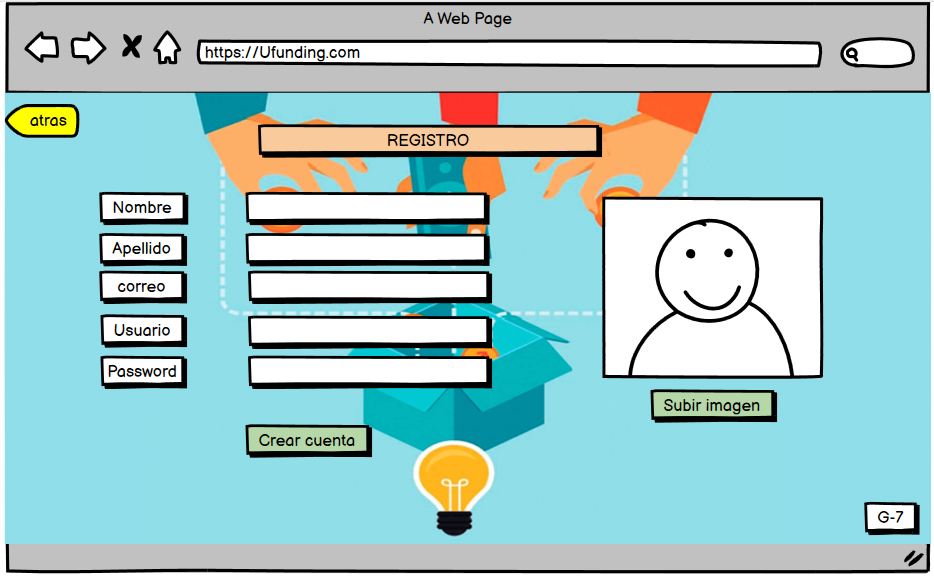 A Web Page
https://Ufunding.com
atras
REGISTRO
Nombre
Apellido
correo
Usuario
Password
Subir imagen
Crear cuenta
G-7